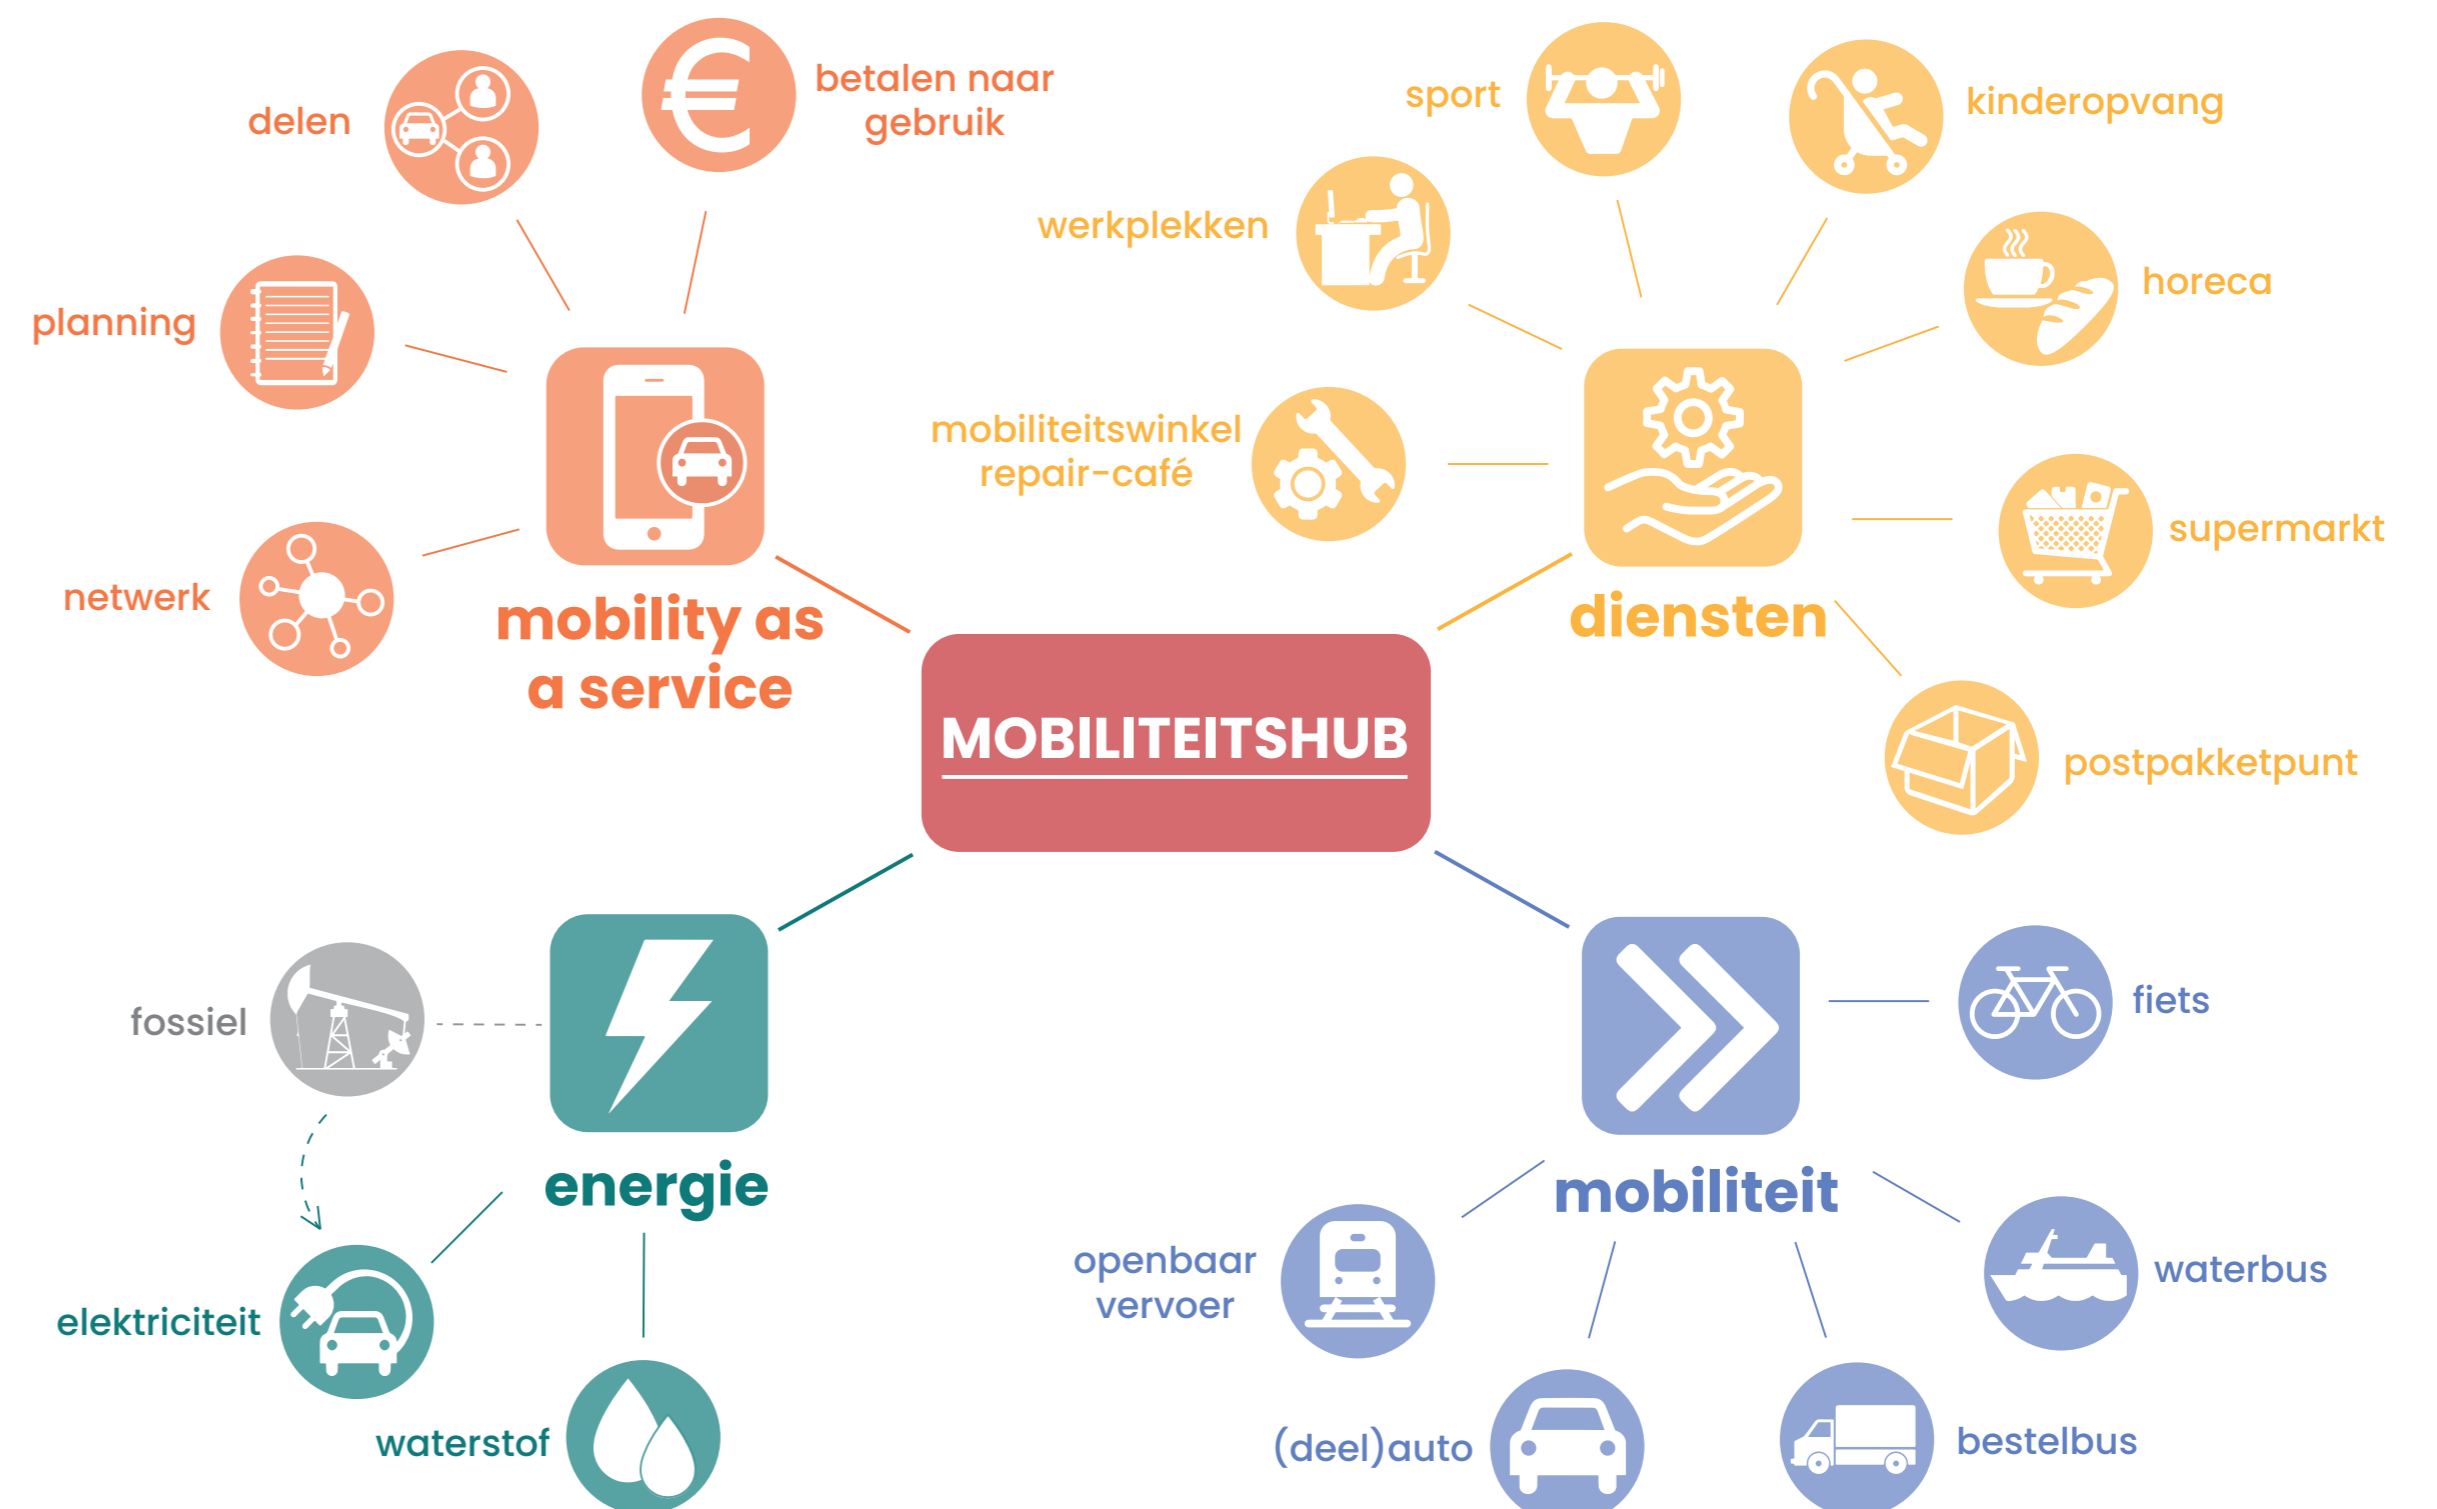 delen
betalen naar
gebruik
planning
netwerk
mobility as
a service
sport
kinderopvang
werkplekken
horeca
mobiliteitswinkel
repair-café
supermarkt
diensten
postpakketpunt
MOBILITEITSHUB
fossiel
energie
elektriciteit
waterstof
fiets
mobiliteit
openbaar
vervoer
waterbus
(deel)auto
bestelbus